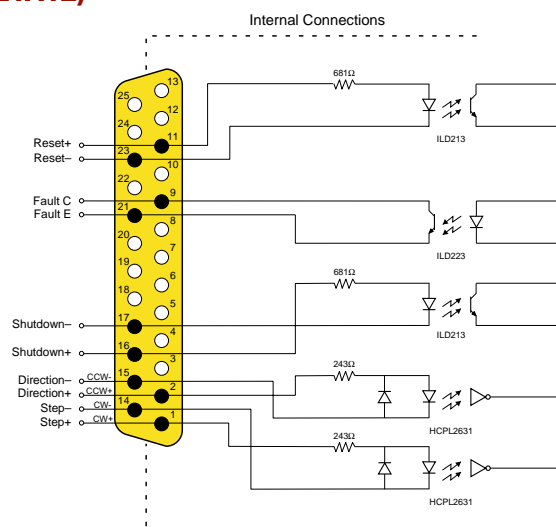 Internal Connections
681Ω
13
25
12
24
Reset+
11
Reset–
23
ILD213
10
22
Fault C
9
Fault E
21
8
20
7
ILD223
19
6
681Ω
18
5
Shutdown–
17
ILD213
4
Shutdown+
16
3
243Ω
Direction– CCW-
15
Direction+ CCW+
2
Step– CW-
14
HCPL2631
Step+ CW+
1
243Ω
HCPL2631